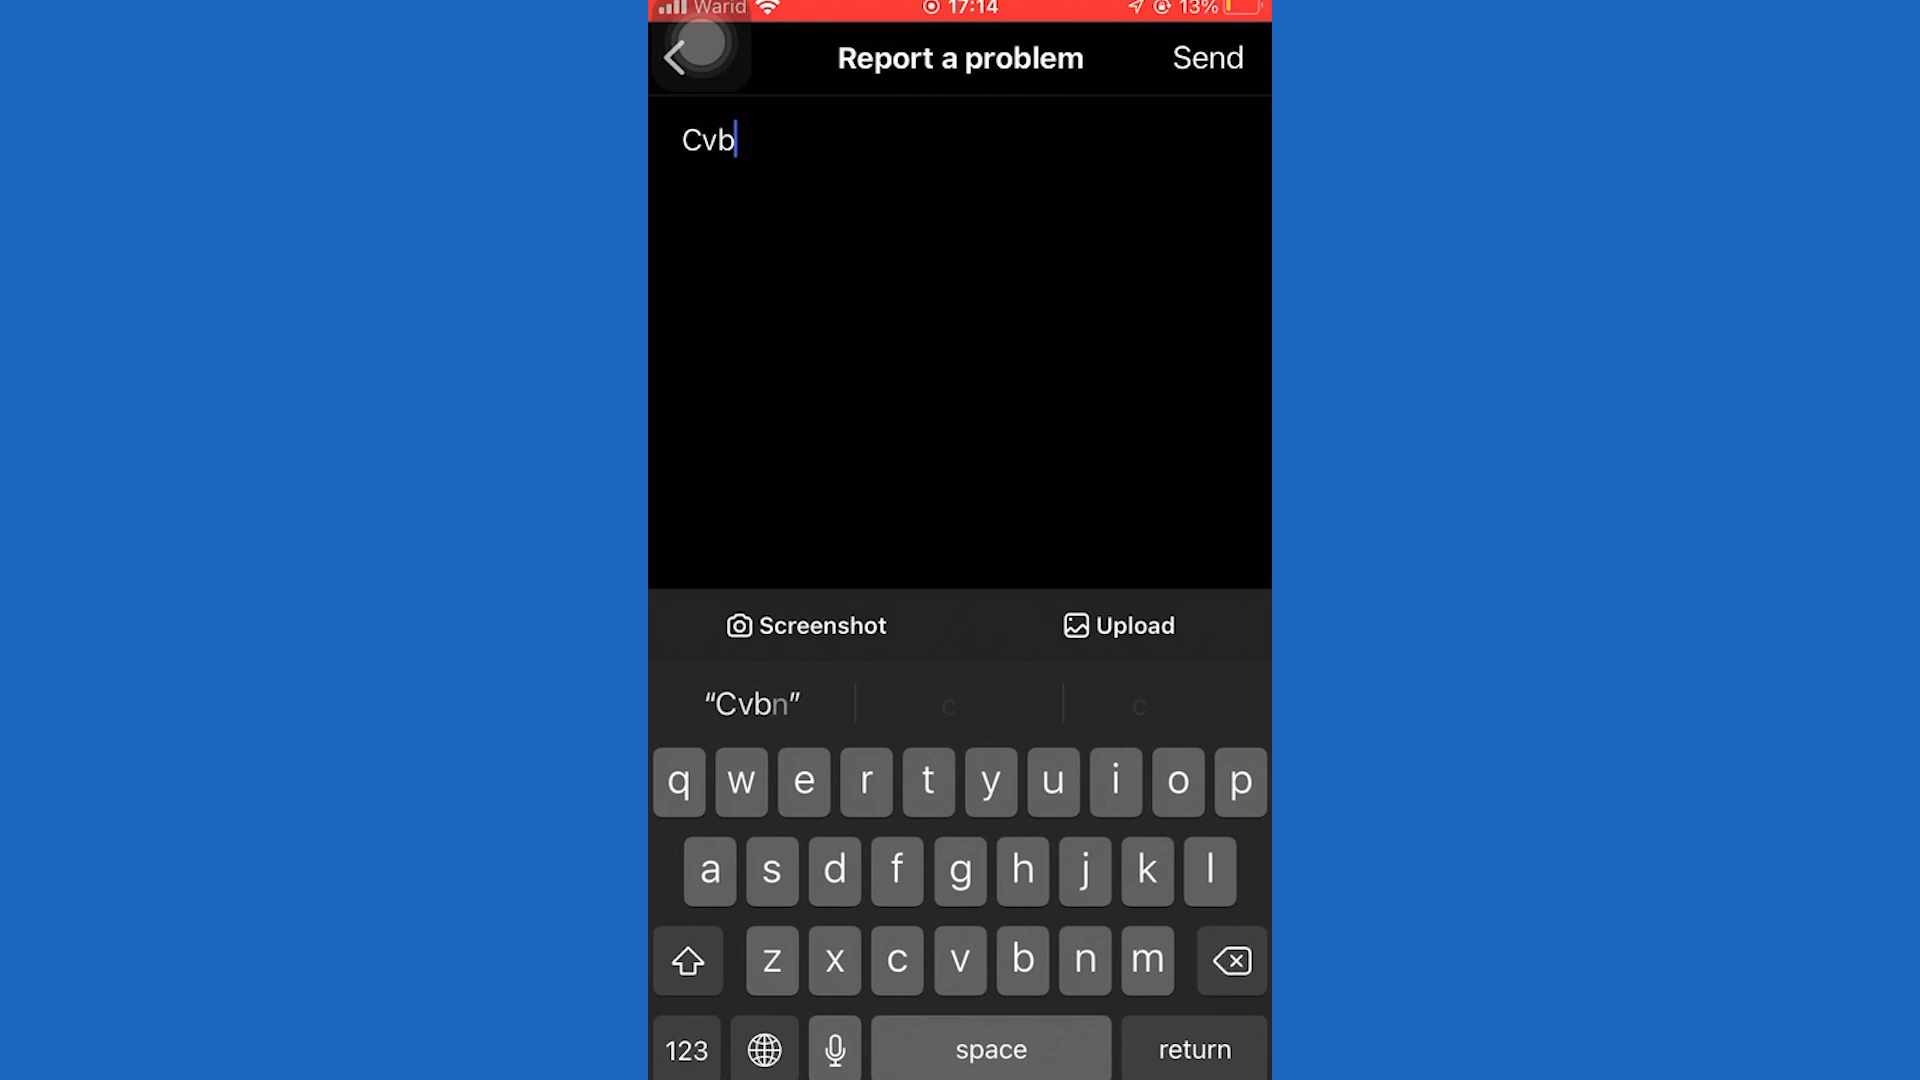 Warid 17:14 13%
Report a problem Send
Cvb
Screenshot Upload
“Cvbn” c c
q w e r t y u i o p
a s d f g h j k l
z x c v b n m
123 space return